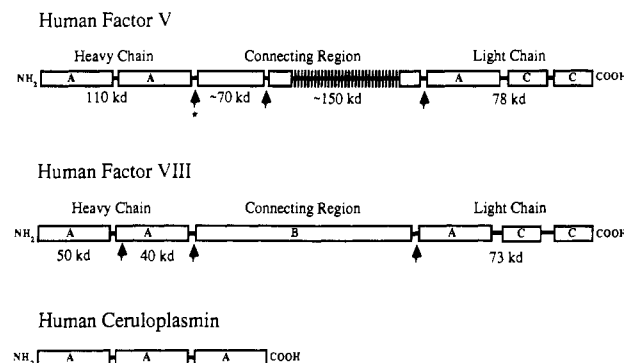 Human Factor V
Heavy Chain Connecting Region Light Chain
NH2 A A A C C COOH
110 kd ~70 kd ~150 kd 78 kd
*
Human Factor VIII
Heavy Chain Connecting Region Light Chain
NH2 A A B A C C COOH
50 kd 40 kd 73 kd
Human Ceruloplasmin
NH2 A A A COOH